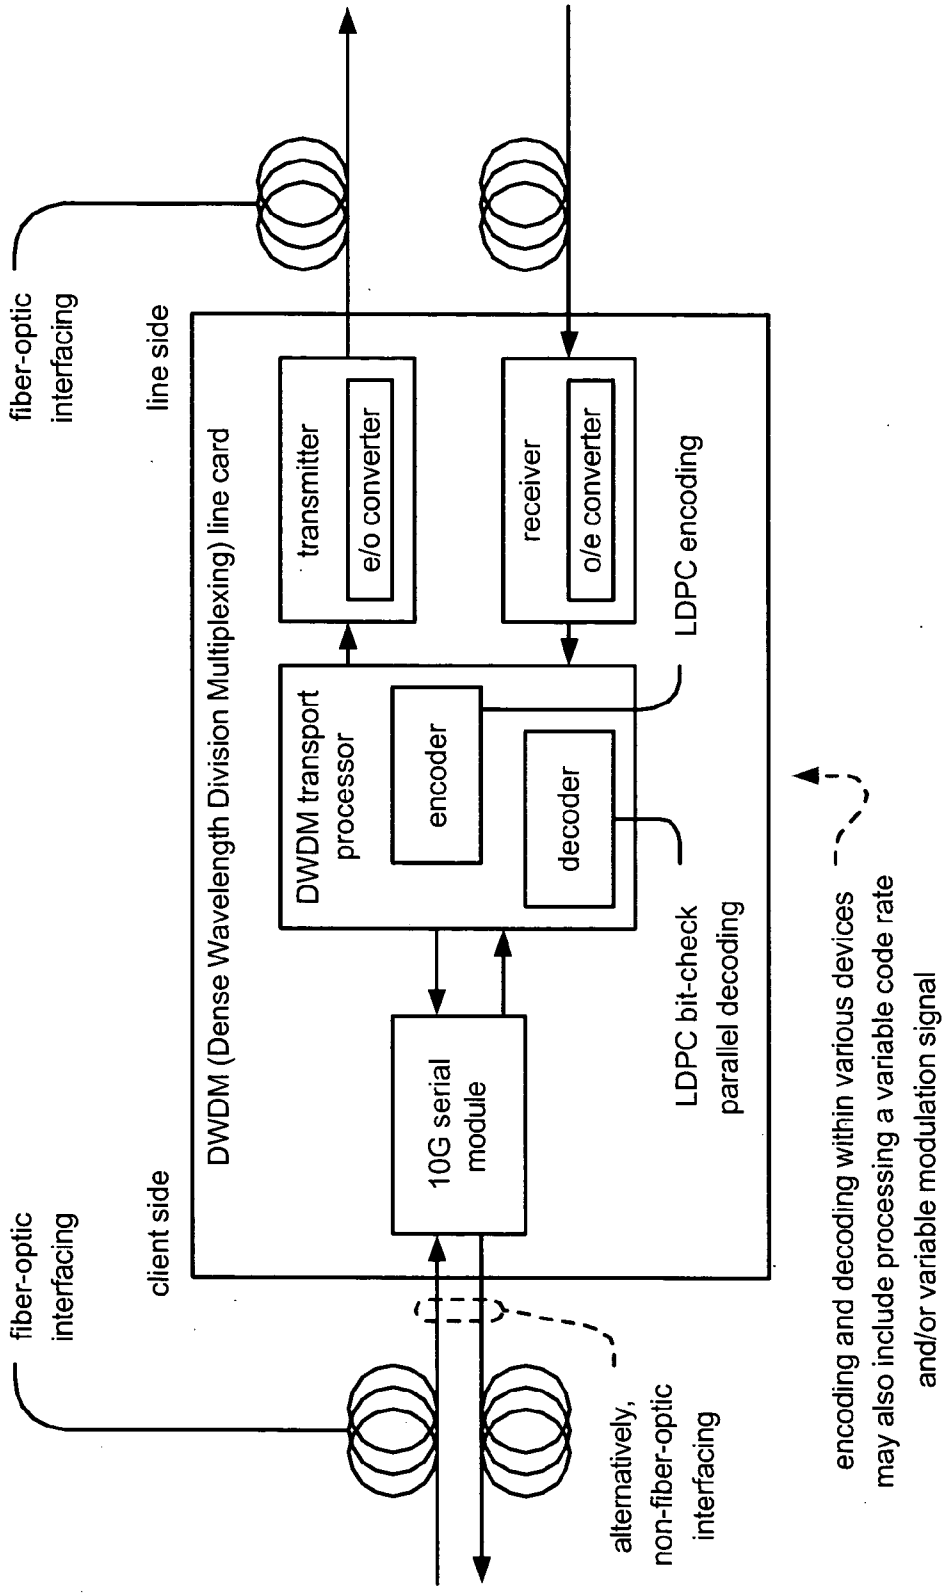 fiber-optic
interfacing
fiber-optic
interfacing
client side
line side
DWDM (Dense Wavelength Division Multiplexing) line card
10G serial
module
DWDM transport
processor
encoder
decoder
transmitter
e/o converter
receiver
o/e converter
LDPC encoding
LDPC bit-check
parallel decoding
alternatively,
non-fiber-optic
interfacing
encoding and decoding within various devices
may also include processing a variable code rate
and/or variable modulation signal